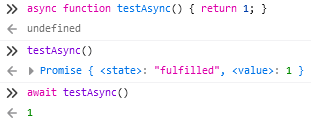 async function testAsync() { return 1; }
undefined
testAsync()
Promise { <state>: "fulfilled", <value>: 1 }
await testAsync()
1